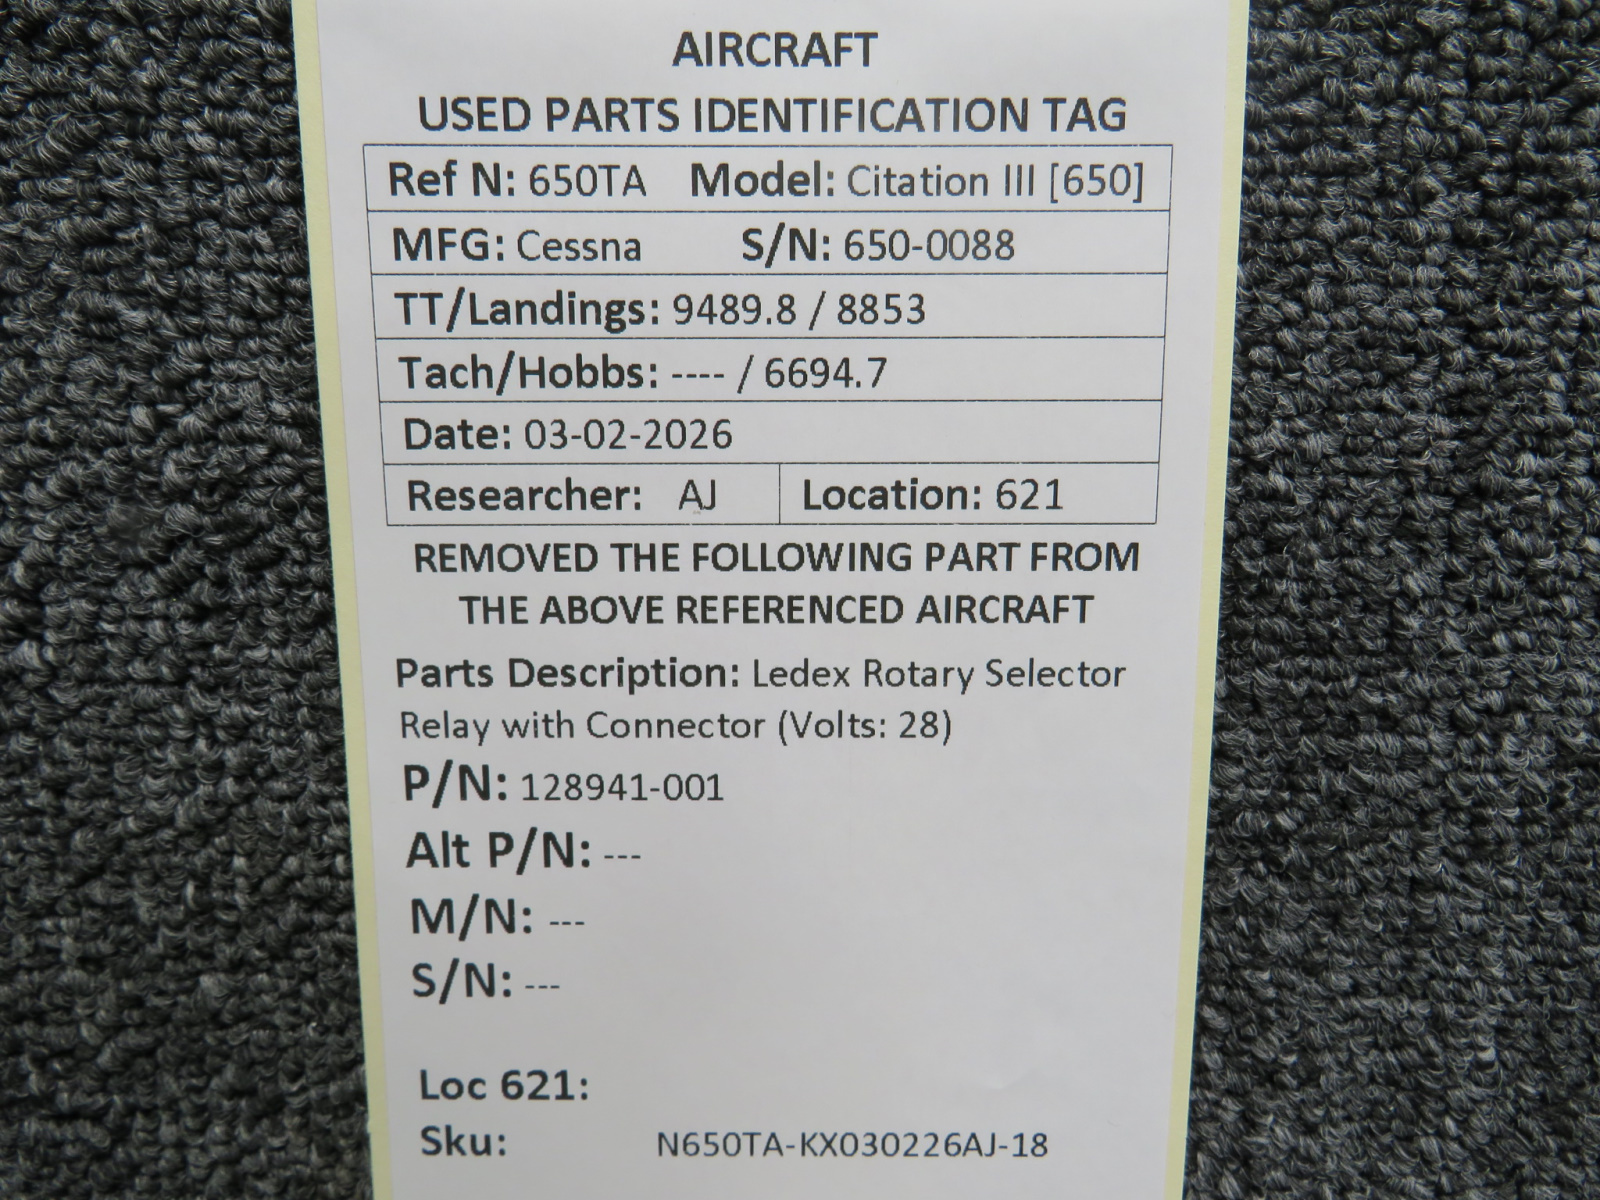 AIRCRAFT
USED PARTS IDENTIFICATION TAG
Ref N: 650TA Model: Citation III [650]
MFG: Cessna S/N: 650-0088
TT/Landings: 9489.8 / 8853
Tach/Hobbs: ---- / 6694.7
Date: 03-02-2026
Researcher: AJ Location: 621
REMOVED THE FOLLOWING PART FROM
THE ABOVE REFERENCED AIRCRAFT
Parts Description: Ledex Rotary Selector
Relay with Connector (Volts: 28)
P/N: 128941-001
Alt P/N: ---
M/N: ---
S/N: ---
Loc 621:
Sku: N650TA-KX030226AJ-18